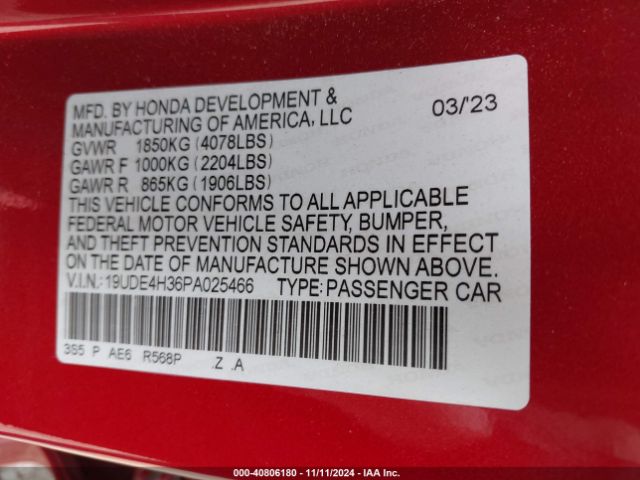 MFD. BY HONDA DEVELOPMENT & 03/'23
MANUFACTURING OF AMERICA, LLC
GVWR 1850KG (4078LBS)
GAWR F 1000KG (2204LBS)
GAWR R 865KG (1906LBS)
THIS VEHICLE CONFORMS TO ALL APPLICABLE
FEDERAL MOTOR VEHICLE SAFETY, BUMPER,
AND THEFT PREVENTION STANDARDS IN EFFECT
ON THE DATE OF MANUFACTURE SHOWN ABOVE.
V.I.N.: 19UDE4H36PA025466 TYPE: PASSENGER CAR
3S5 P AE6 R568P .Z .A
000-40806180 - 11/11/2024 - IAA Inc.